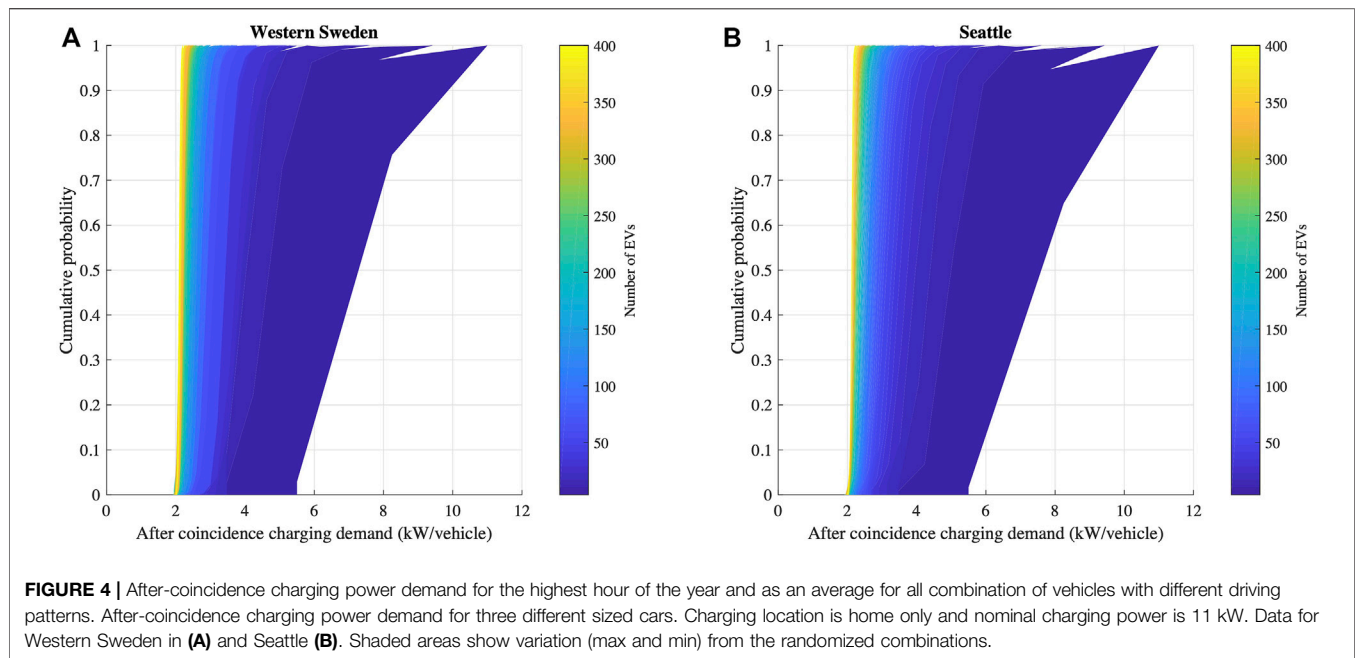 A
Western Sweden
1
0.9
0.8
0.7
0.6
0.5
0.4
0.3
0.2
0.1
0
Cumulative probability
0 2 4 6 8 10 12
After coincidence charging demand (kW/vehicle)
400
350
300
250
200
150
100
50
Number of EVs
B
Seattle
1
0.9
0.8
0.7
0.6
0.5
0.4
0.3
0.2
0.1
0
Cumulative probability
0 2 4 6 8 10 12
After coincidence charging demand (kW/vehicle)
400
350
300
250
200
150
100
50
Number of EVs
FIGURE 4 | After-coincidence charging power demand for the highest hour of the year and as an average for all combination of vehicles with different driving
patterns. After-coincidence charging power demand for three different sized cars. Charging location is home only and nominal charging power is 11 kW. Data for
Western Sweden in (A) and Seattle (B). Shaded areas show variation (max and min) from the randomized combinations.